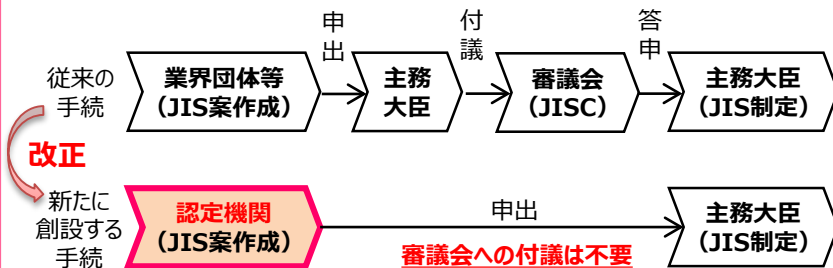 申出
付議
答申
従来の
手続
業界団体等
（JIS案作成）
主務
大臣
審議会
（JISC）
主務大臣
（JIS制定）
改正
新たに
創設する
手続
認定機関
（JIS案作成）
申出
審議会への付議は不要
主務大臣
（JIS制定）